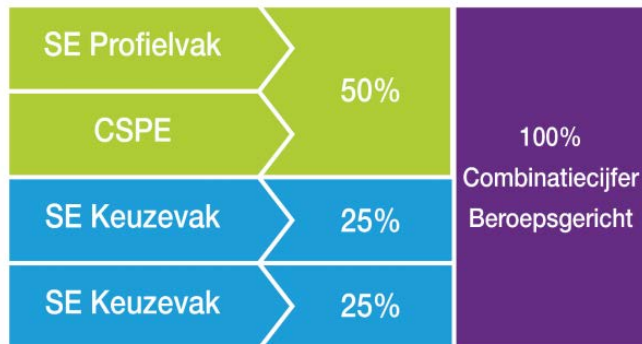 SE Profielvak
CSPE
50%
SE Keuzevak
25%
SE Keuzevak
25%
100%
Combinatiecijfer
Beroepsgericht